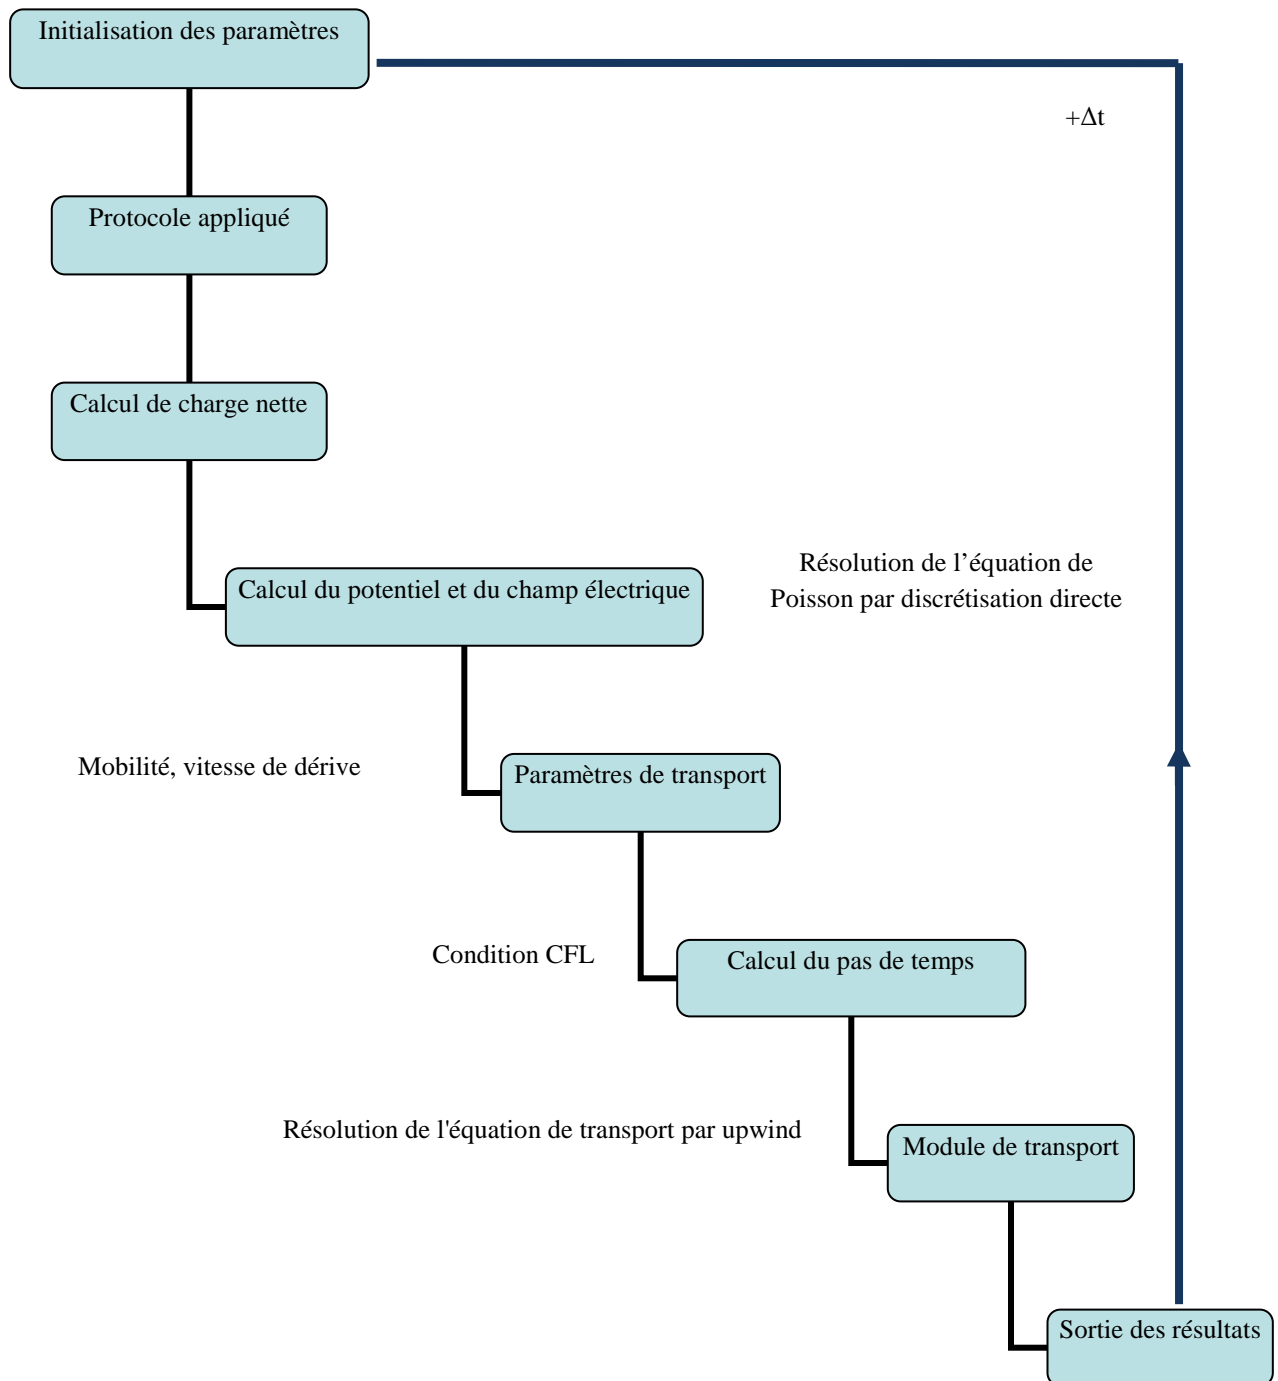 Initialisation des paramètres
+Δt
Protocole appliqué
Calcul de charge nette
Calcul du potentiel et du champ électrique
Résolution de l’équation de
Poisson par discrétisation directe
Mobilité, vitesse de dérive
Paramètres de transport
Condition CFL
Calcul du pas de temps
Résolution de l'équation de transport par upwind
Module de transport
Sortie des résultats